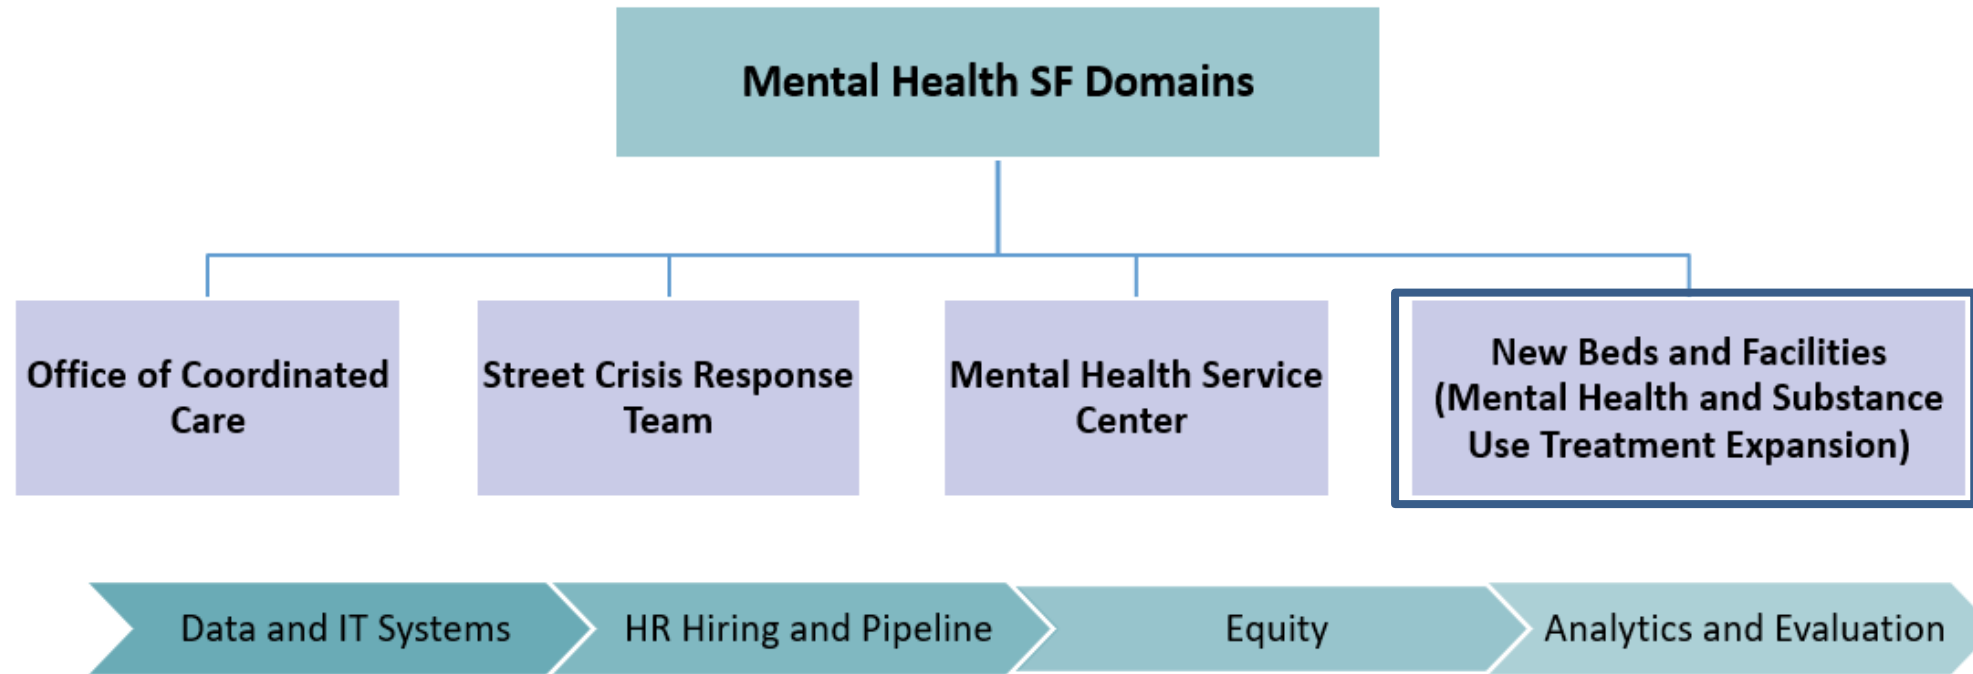 Mental Health SF Domains
Office of Coordinated
Care
Street Crisis Response
Team
Mental Health Service
Center
New Beds and Facilities
(Mental Health and Substance
Use Treatment Expansion)
Data and IT Systems
HR Hiring and Pipeline
Equity
Analytics and Evaluation